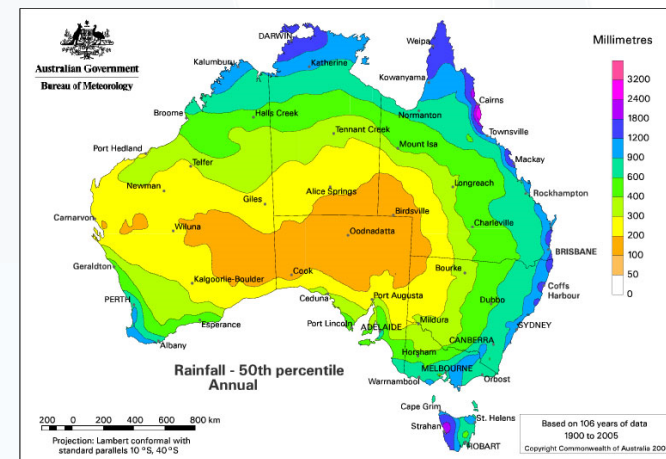 Australian Government
Bureau of Meteorology
DARWIN
Weipa
Millimetres
Kalumburu
Katherine
Kowanyama
3200
2400
1800
1200
900
600
400
300
200
100
50
0
Cairns
Broome
Halls Creek
Normanton
Townsville
Tennant Creek
Mount Isa
Mackay
Port Hedland
Telfer
Longreach
Rockhampton
Newman
Giles
Alice Springs
Birdsville
Carnarvon
Wiluna
Oodnadatta
Charleville
BRISBANE
Geraldton
Cook
Bourke
Coffs
Harbour
Kalgoorlie-Boulder
Ceduna
Port Augusta
Dubbo
PERTH
Esperance
Port Lincoln
ADELAIDE
Mildura
SYDNEY
Albany
Horsham
CANBERRA
MELBOURNE
Warrnambool
Orbost
Rainfall - 50th percentile
Annual
Cape Grim
St. Helens
Strahan
HOBART
200 0 200 400 600 800 km
Projection: Lambert conformal with
standard parallels 10 °S, 40°S
Based on 106 years of data
1900 to 2005
Copyright Commonwealth of Australia 200